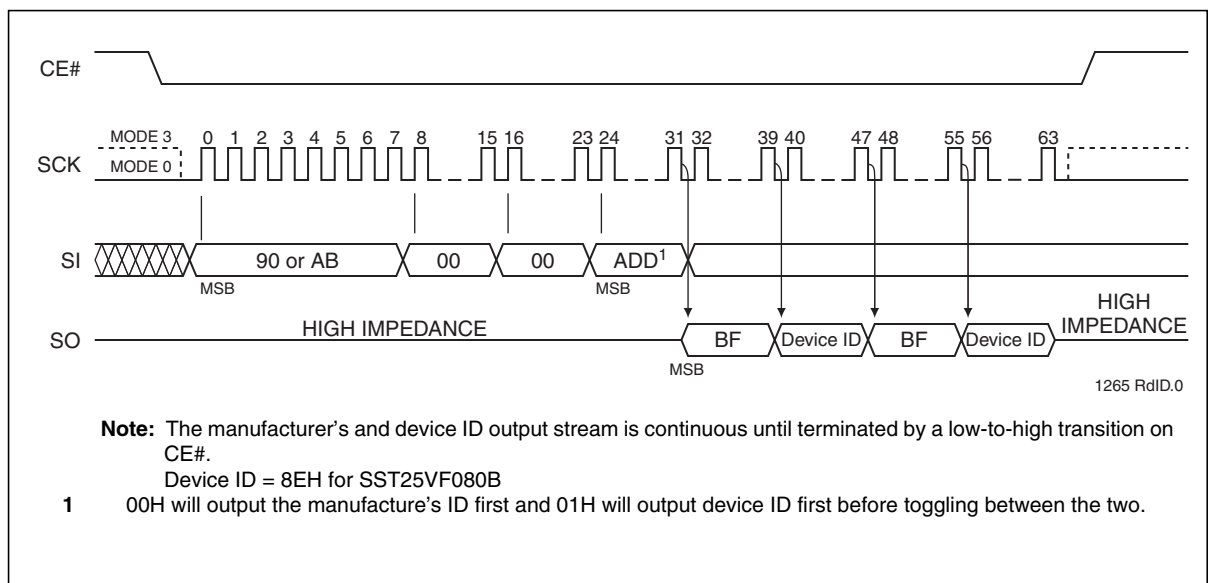 CE#
MODE 3
0 1 2 3 4 5 6 7 8 15 16 23 24 31 32 39 40 47 48 55 56 63
SCK
MODE 0
SI
90 or AB 00 00 ADD1
MSB MSB
HIGH IMPEDANCE
HIGH
IMPEDANCE
SO
BF Device ID BF Device ID
MSB
1265 RdID.0
Note: The manufacturer's and device ID output stream is continuous until terminated by a low-to-high transition on
CE#.
Device ID = 8EH for SST25VF080B
1 00H will output the manufacture's ID first and 01H will output device ID first before toggling between the two.